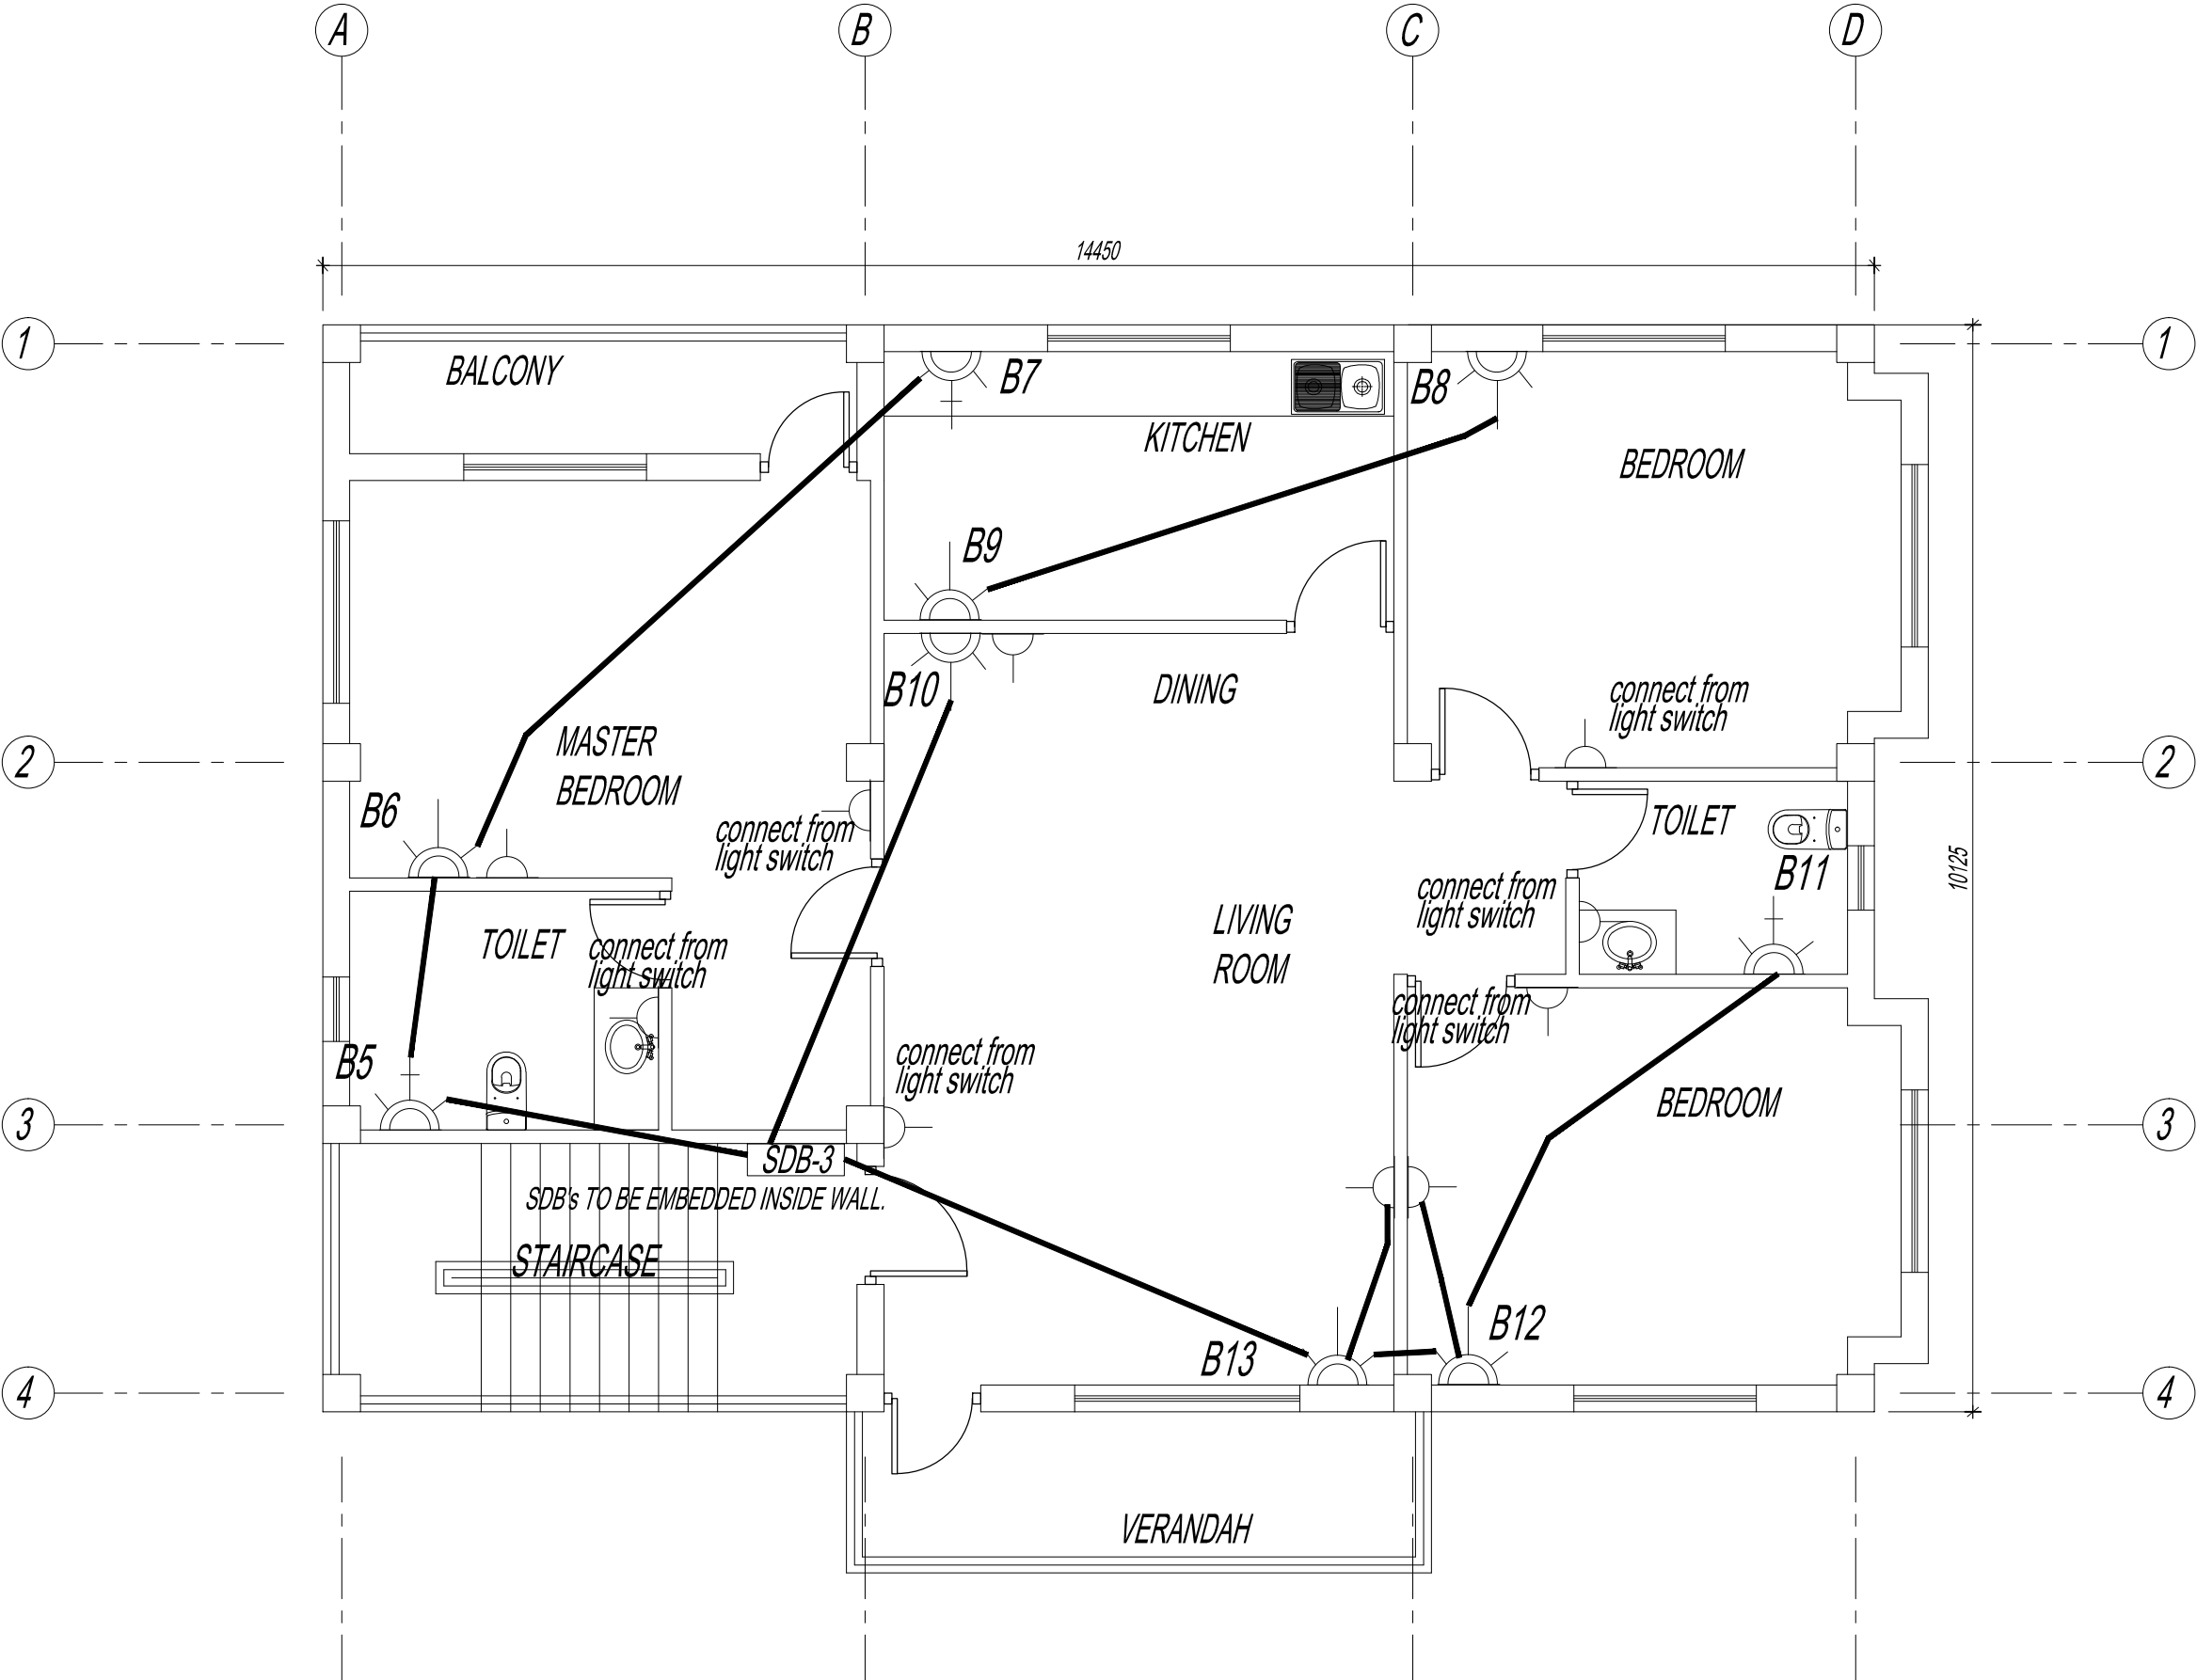 A
B
C
D
14450
1
1
BALCONY
B7
B8
KITCHEN
BEDROOM
B9
B10
DINING
connect from
light switch
2
MASTER
BEDROOM
2
B6
connect from
light switch
TOILET
B11
10125
connect from
light switch
TOILET
connect from
light switch
LIVING
ROOM
connect from
light switch
B5
connect from
light switch
3
BEDROOM
3
SDB-3
SDB's TO BE EMBEDDED INSIDE WALL.
STAIRCASE
B12
B13
4
4
VERANDAH